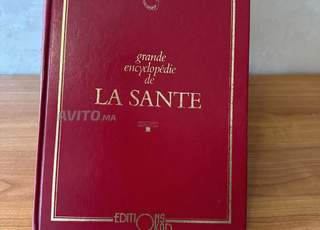 grande
encyclopédie
de
LA SANTE
AVITO.MA
EDITIONS